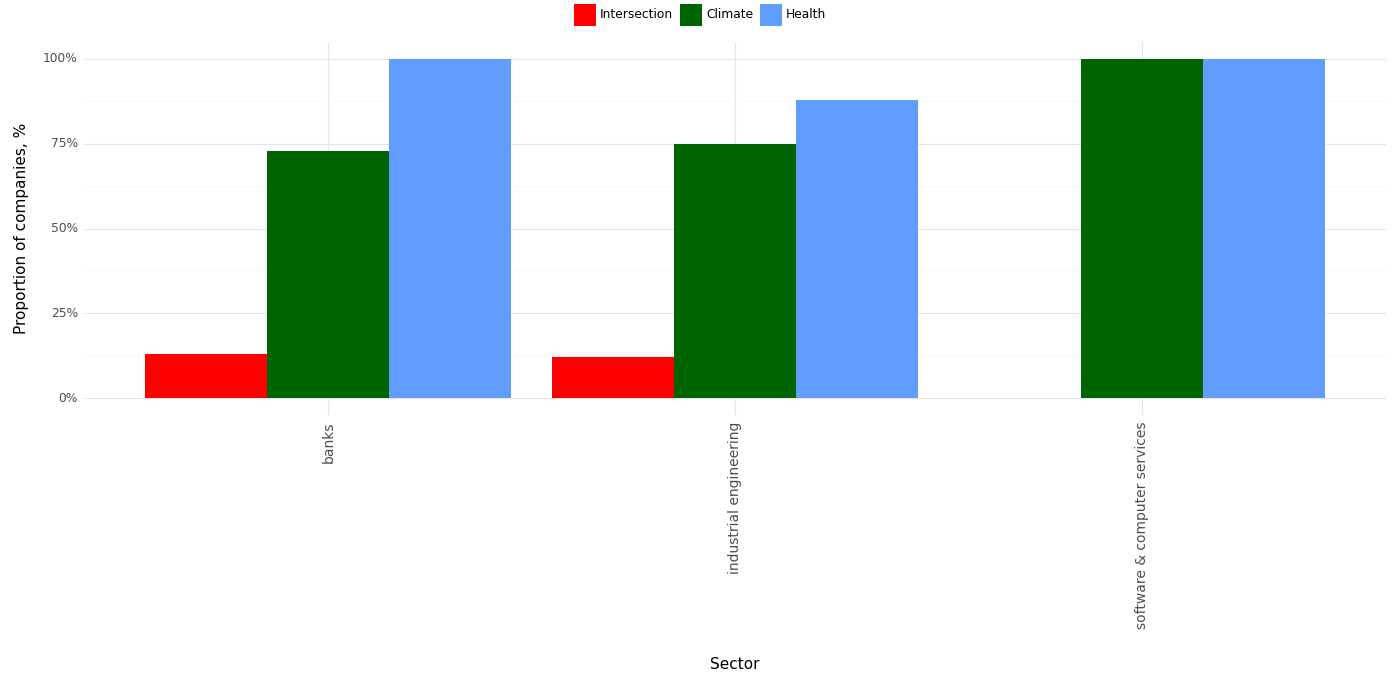 Intersection Climate Health
Proportion of companies, %
100%
75%
50%
25%
0%
banks
industrial engineering
software & computer services
Sector